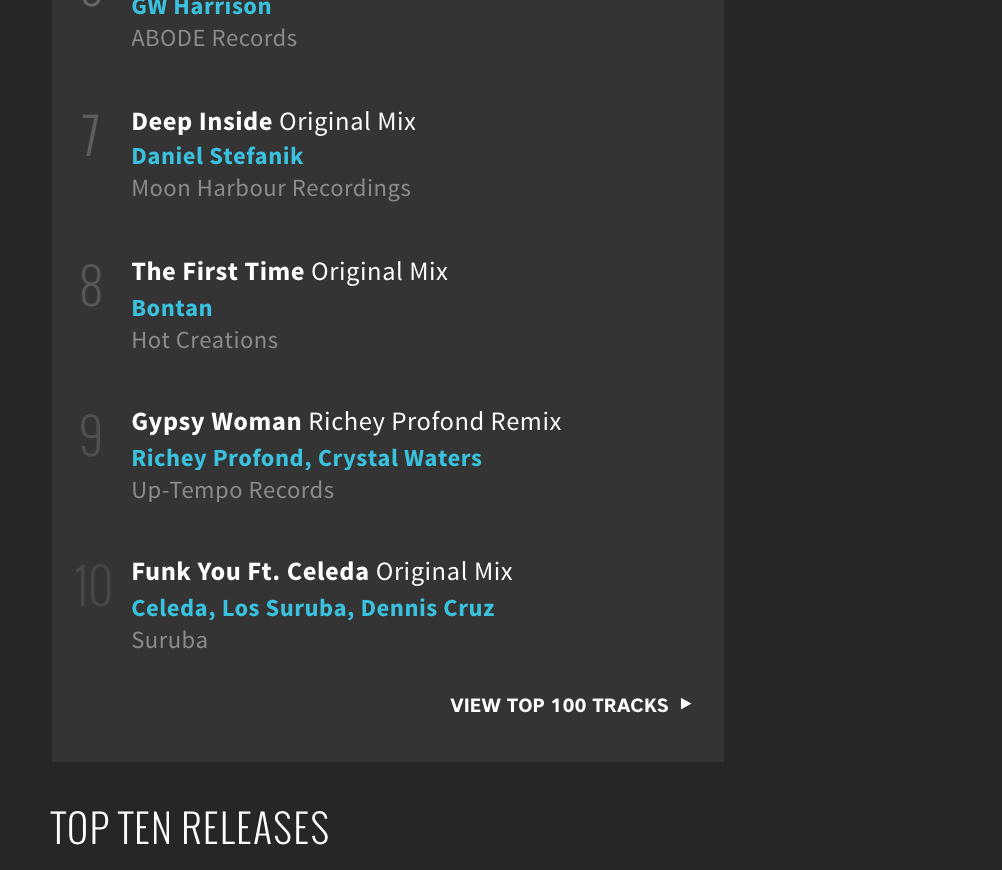 GW Harrison
ABODE Records
7
Deep Inside Original Mix
Daniel Stefanik
Moon Harbour Recordings
8
The First Time Original Mix
Bontan
Hot Creations
9
Gypsy Woman Richey Profond Remix
Richey Profond, Crystal Waters
Up-Tempo Records
10
Funk You Ft. Celeda Original Mix
Celeda, Los Suruba, Dennis Cruz
Suruba
VIEW TOP 100 TRACKS
TOP TEN RELEASES